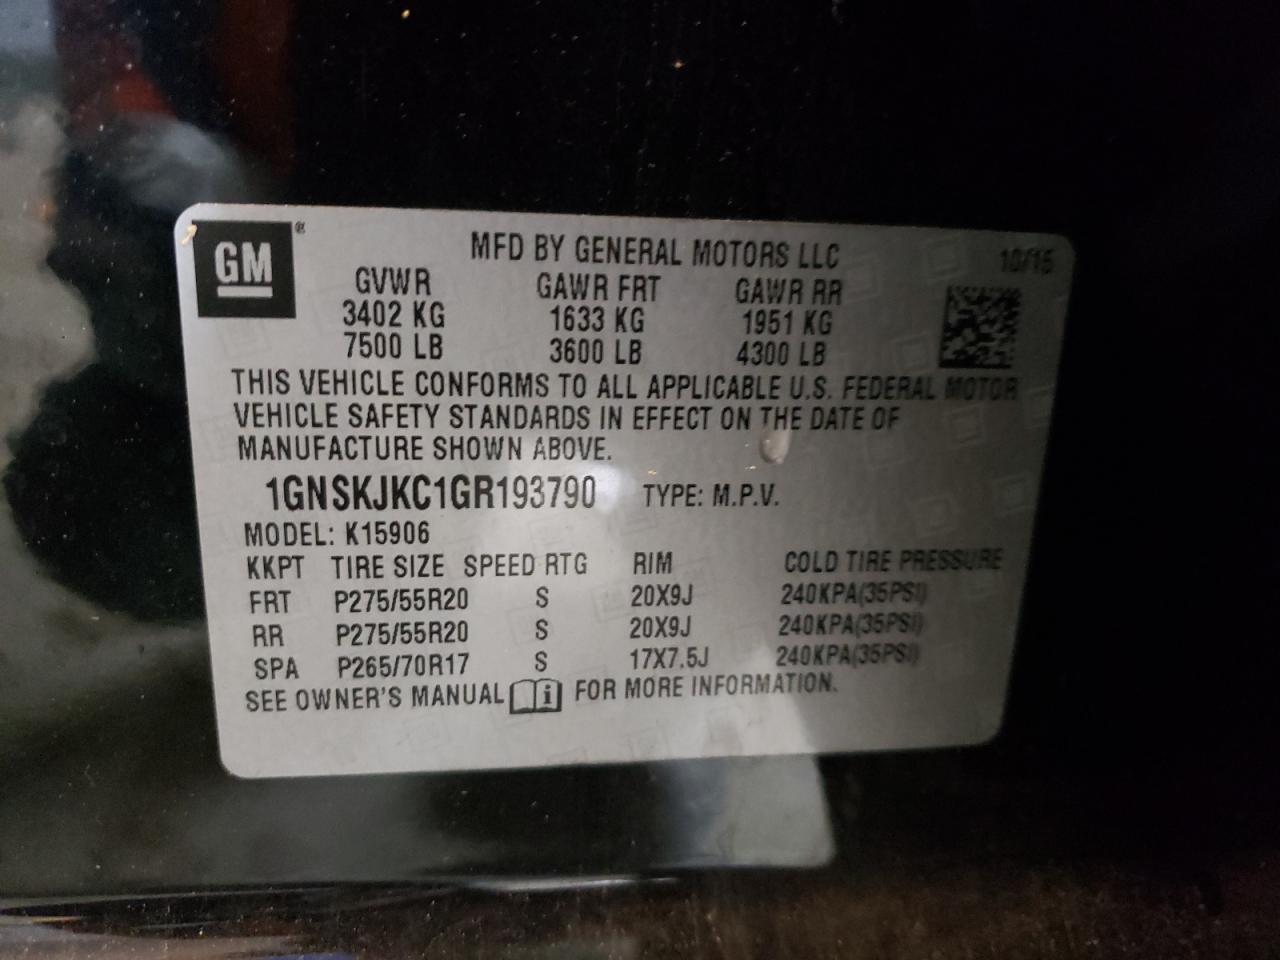 GM ®
MFD BY GENERAL MOTORS LLC 10/15
GVWR GAWR FRT GAWR RR
3402 KG 1633 KG 1951 KG
7500 LB 3600 LB 4300 LB
THIS VEHICLE CONFORMS TO ALL APPLICABLE U.S. FEDERAL MOTOR
VEHICLE SAFETY STANDARDS IN EFFECT ON THE DATE OF
MANUFACTURE SHOWN ABOVE.
1GNSKJKC1GR193790 TYPE: M.P.V.
MODEL: K15906
KKPT TIRE SIZE SPEED RTG RIM COLD TIRE PRESSURE
FRT P275/55R20 S 20X9J 240KPA(35PSI)
RR P275/55R20 S 20X9J 240KPA(35PSI)
SPA P265/70R17 S 17X7.5J 240KPA(35PSI)
SEE OWNER'S MANUAL i FOR MORE INFORMATION.